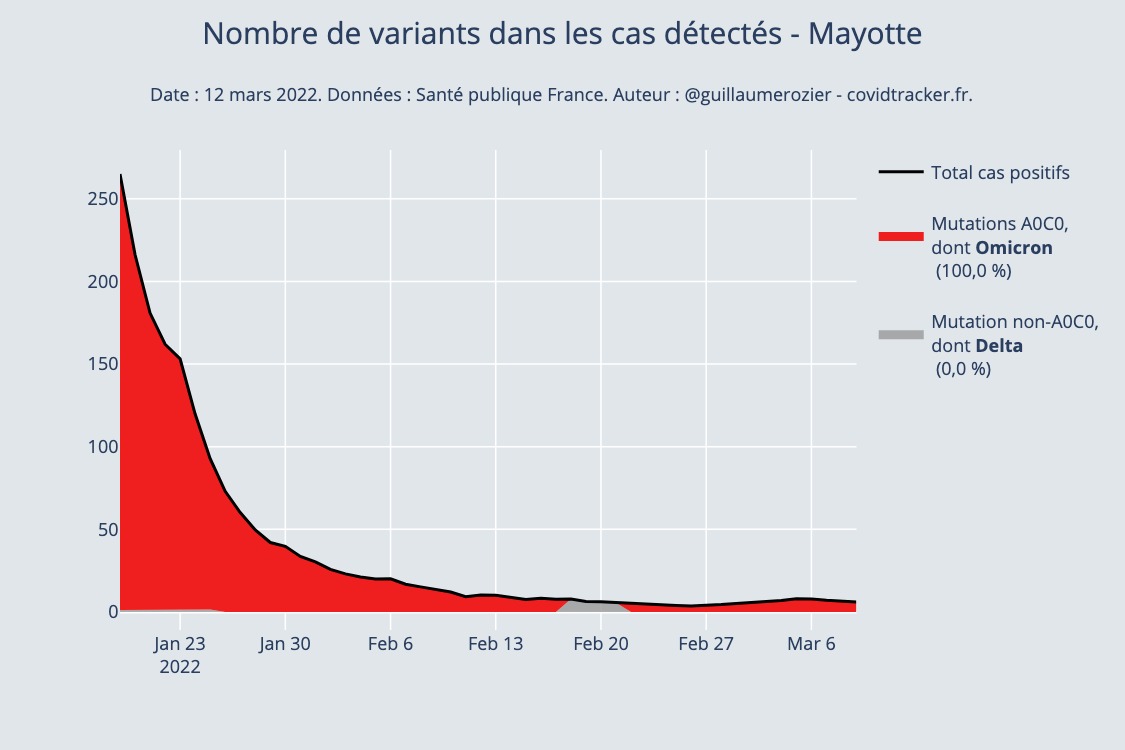 Nombre de variants dans les cas détectés - Mayotte
Date : 12 mars 2022. Données : Santé publique France. Auteur : @guillaumerozier - covidtracker.fr.
Total cas positifs
Mutations A0C0,
dont Omicron
(100,0 %)
Mutation non-A0C0,
dont Delta
(0,0 %)
250
200
150
100
50
0
Jan 23
2022
Jan 30
Feb 6
Feb 13
Feb 20
Feb 27
Mar 6